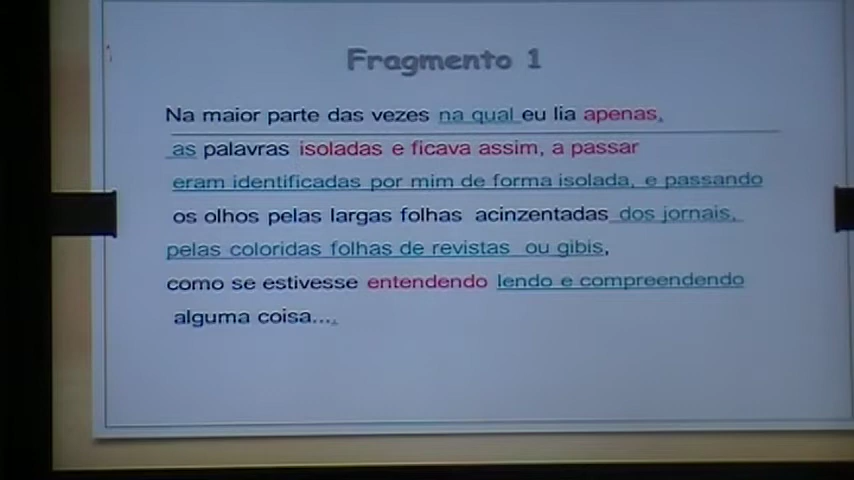 Fragmento 1
Na maior parte das vezes na qual eu lia apenas,
as palavras isoladas e ficava assim, a passar
eram identificadas por mim de forma isolada, e passando
os olhos pelas largas folhas acinzentadas dos jornais,
pelas coloridas folhas de revistas ou gibis,
como se estivesse entendendo lendo e compreendendo
alguma coisa....